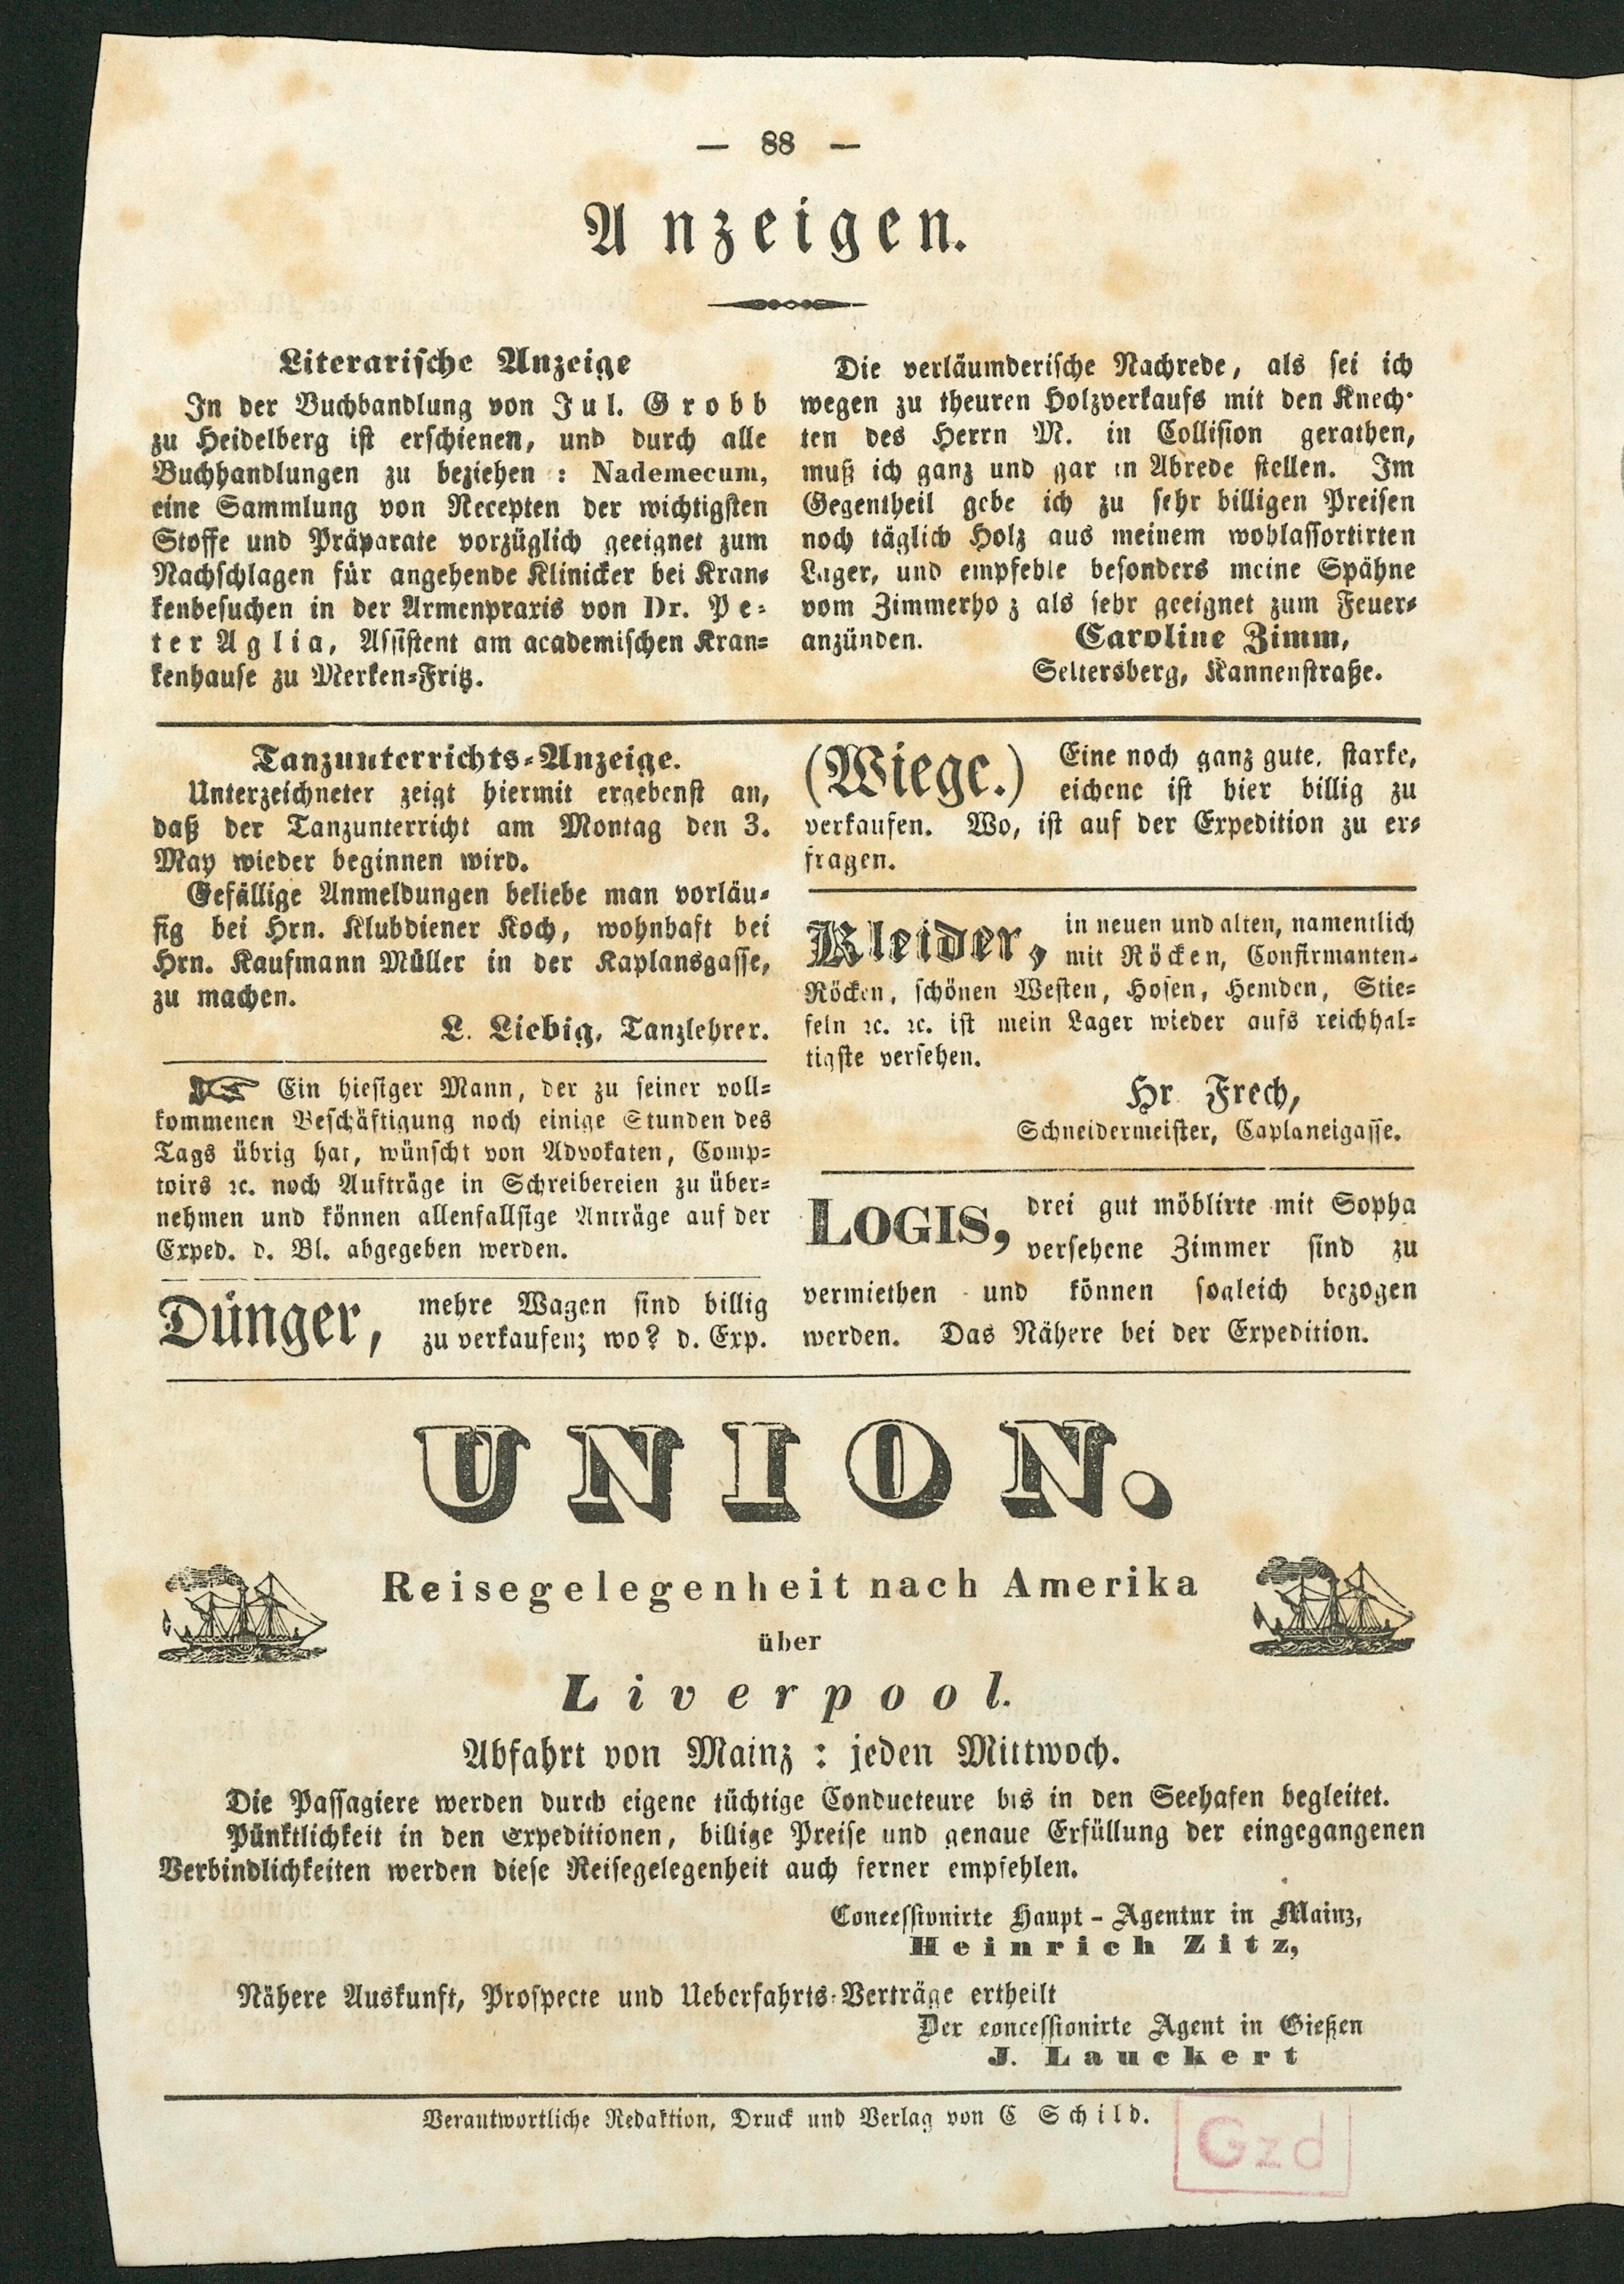 — 88 —
Anzeigen.
Literarische Anzeige
In der Buchbandlung von Jul. Grobb
zu Heidelberg ist erschienen, und durch alle
Buchhandlungen zu beziehen: Nademecum,
eine Sammlung von Recepten der wichtigsten
Stoffe und Präparate vorzüglich geeignet zum
Nachschlagen für angehende Klinicker bei Kran-
kenbesuchen in der Armenpraxis von Dr. Pe-
ter Aglia, Assistent am academischen Kran-
kenhause zu Merken-Fritz.
Die verläumderische Nachrede, als sei ich
wegen zu theuren Holzverkaufs mit den Knech-
ten des Herrn M. in Collision gerathen,
muß ich ganz und gar in Abrede stellen. Im
Gegentheil gebe ich zu sehr billigen Preisen
noch täglich Holz aus meinem wohlassortirten
Lager, und empfehle besonders meine Spähne
vom Zimmerho z als sehr geeignet zum Feuer-
anzünden.
Caroline Zimm,
Seltersberg, Kannenstraße.
Tanzunterrichts-Anzeige.
Unterzeichneter zeigt hiermit ergebenst an,
daß der Tanzunterricht am Montag den 3.
May wieder beginnen wird.
Gefällige Anmeldungen beliebe man vorläu-
fig bei Hrn. Klubdiener Koch, wohnhaft bei
Hrn. Kaufmann Müller in der Kaplansgasse,
zu machen.
L. Liebig, Tanzlehrer.
Ein hiesiger Mann, der zu seiner voll-
kommenen Beschäftigung noch einige Stunden des
Tags übrig hat, wünscht von Advokaten, Comp-
toirs ꝛc. noch Aufträge in Schreibereien zu über-
nehmen und können allenfallsige Anträge auf der
Exped. d. Bl. abgegeben werden.
Dünger, mehre Wagen sind billig
zu verkaufen; wo? d. Exp.
(Wiege.) Eine noch ganz gute, starke,
eichene ist hier billig zu
verkaufen. Wo, ist auf der Expedition zu er-
fragen.
Kleider, in neuen und alten, namentlich
mit Röcken, Confirmanten-
Röcken, schönen Westen, Hosen, Hemden, Stie-
feln ꝛc. ꝛc. ist mein Lager wieder aufs reichhal-
tigste versehen.
Hr. Frech,
Schneidermeister, Caplaneigasse.
LOGIS, drei gut möblirte mit Sopha
versehene Zimmer sind zu
vermiethen und können sogleich bezogen
werden. Das Nähere bei der Expedition.
UNION.
Reisegelegenheit nach Amerika
über
Liverpool.
Abfahrt von Mainz: jeden Mittwoch.
Die Passagiere werden durch eigene tüchtige Conducteure bis in den Seehafen begleitet.
Pünktlichkeit in den Expeditionen, billige Preise und genaue Erfüllung der eingegangenen
Verbindlichkeiten werden diese Reisegelegenheit auch ferner empfehlen.
Concessionirte Haupt-Agentur in Mainz,
Heinrich Zitz,
Nähere Auskunft, Prospecte und Ueberfahrts-Verträge ertheilt
Der concessionirte Agent in Gießen
J. Lauckert
Verantwortliche Redaktion, Druck und Verlag von C Schild.
Gzd